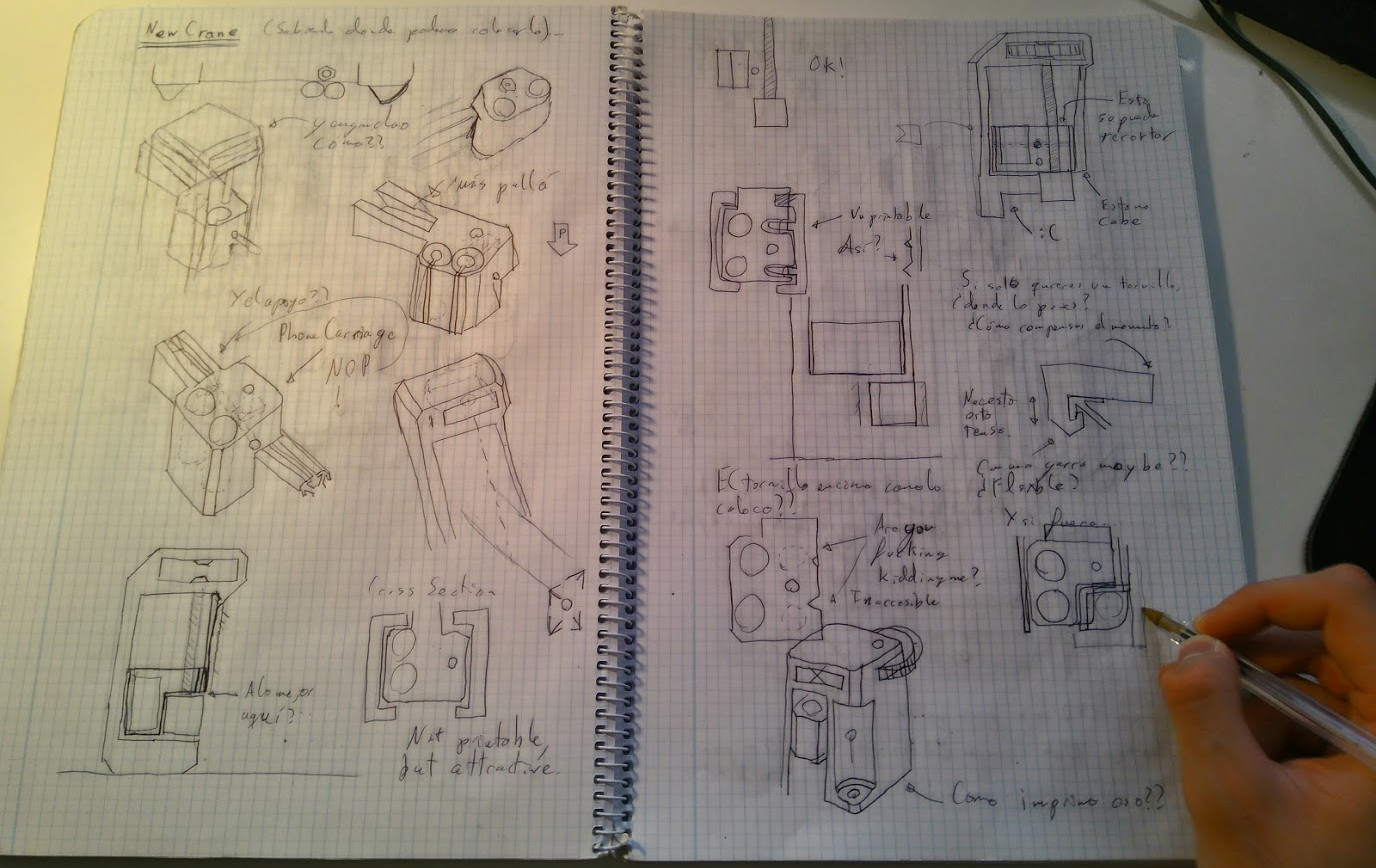 New Crane (Sabiendo donde podemos colocarlo)...
Y enganchao
como??
Más pallá
P
Y el apoyo??
Phone Carriage
NOP
!
Cross Section
A lo mejor
aquí?
Not printable,
but attractive.
Ok!
Esto
se puede
recortar
Esto no
cabe
:(
No printable
Así?
Si solo quieres un tornillo,
¿donde lo pones?
¿Cómo compensas el momento?
Necesito
esto
tenso.
Con una garra maybe??
¿Flexible?
El tornillo encima como lo
coloco??
Are you
fucking
kidding me?
Inaccesible
Y si fuera
Como imprimo eso??